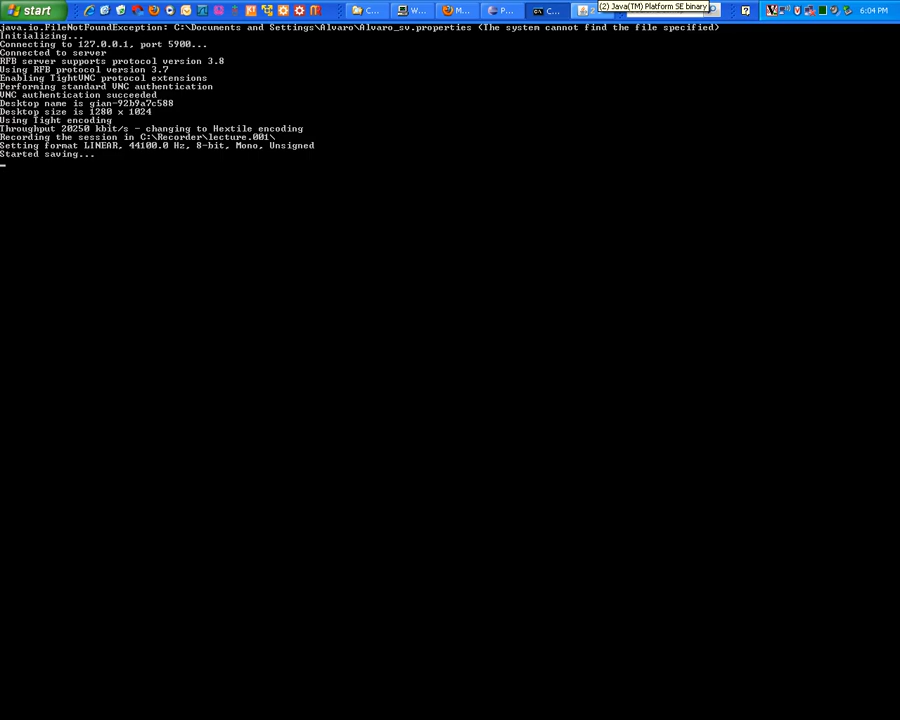 start
C...
W...
M...
P...
C...
2
(2) Java(TM) Platform SE binary
6:04 PM
java.io.FileNotFoundException: C:\Documents and Settings\Alvaro\Alvaro_sv.properties (The system cannot find the file specified)
Initializing...
Connecting to 127.0.0.1, port 5900...
Connected to server
RFB server supports protocol version 3.8
Using RFB protocol version 3.7
Enabling TightVNC protocol extensions
Performing standard VNC authentication
VNC authentication succeeded
Desktop name is gian-92b9a7c588
Desktop size is 1280 x 1024
Using Tight encoding
Throughput 20250 kbit/s - changing to Hextile encoding
Recording the session in C:\Recorder\lecture.001\
Setting format LINEAR, 44100.0 Hz, 8-bit, Mono, Unsigned
Started saving...